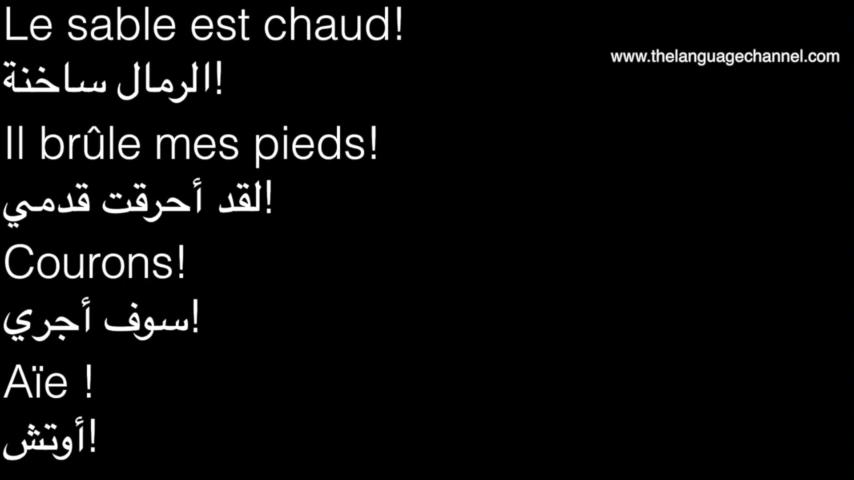 Le sable est chaud!
www.thelanguagechannel.com
الرمال ساخنة!
Il brûle mes pieds!
لقد أحرقت قدمي!
Courons!
سوف أجري!
Aïe !
أوتش!